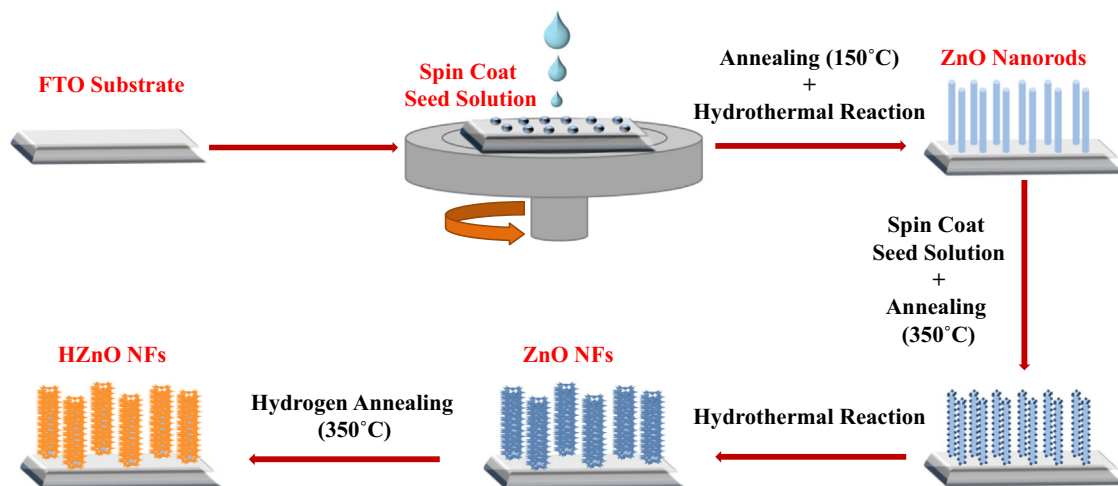 FTO Substrate
Spin Coat
Seed Solution
Annealing (150˚C)
+
Hydrothermal Reaction
ZnO Nanorods
Spin Coat
Seed Solution
+
Annealing
(350˚C)
Hydrothermal Reaction
ZnO NFs
Hydrogen Annealing
(350˚C)
HZnO NFs